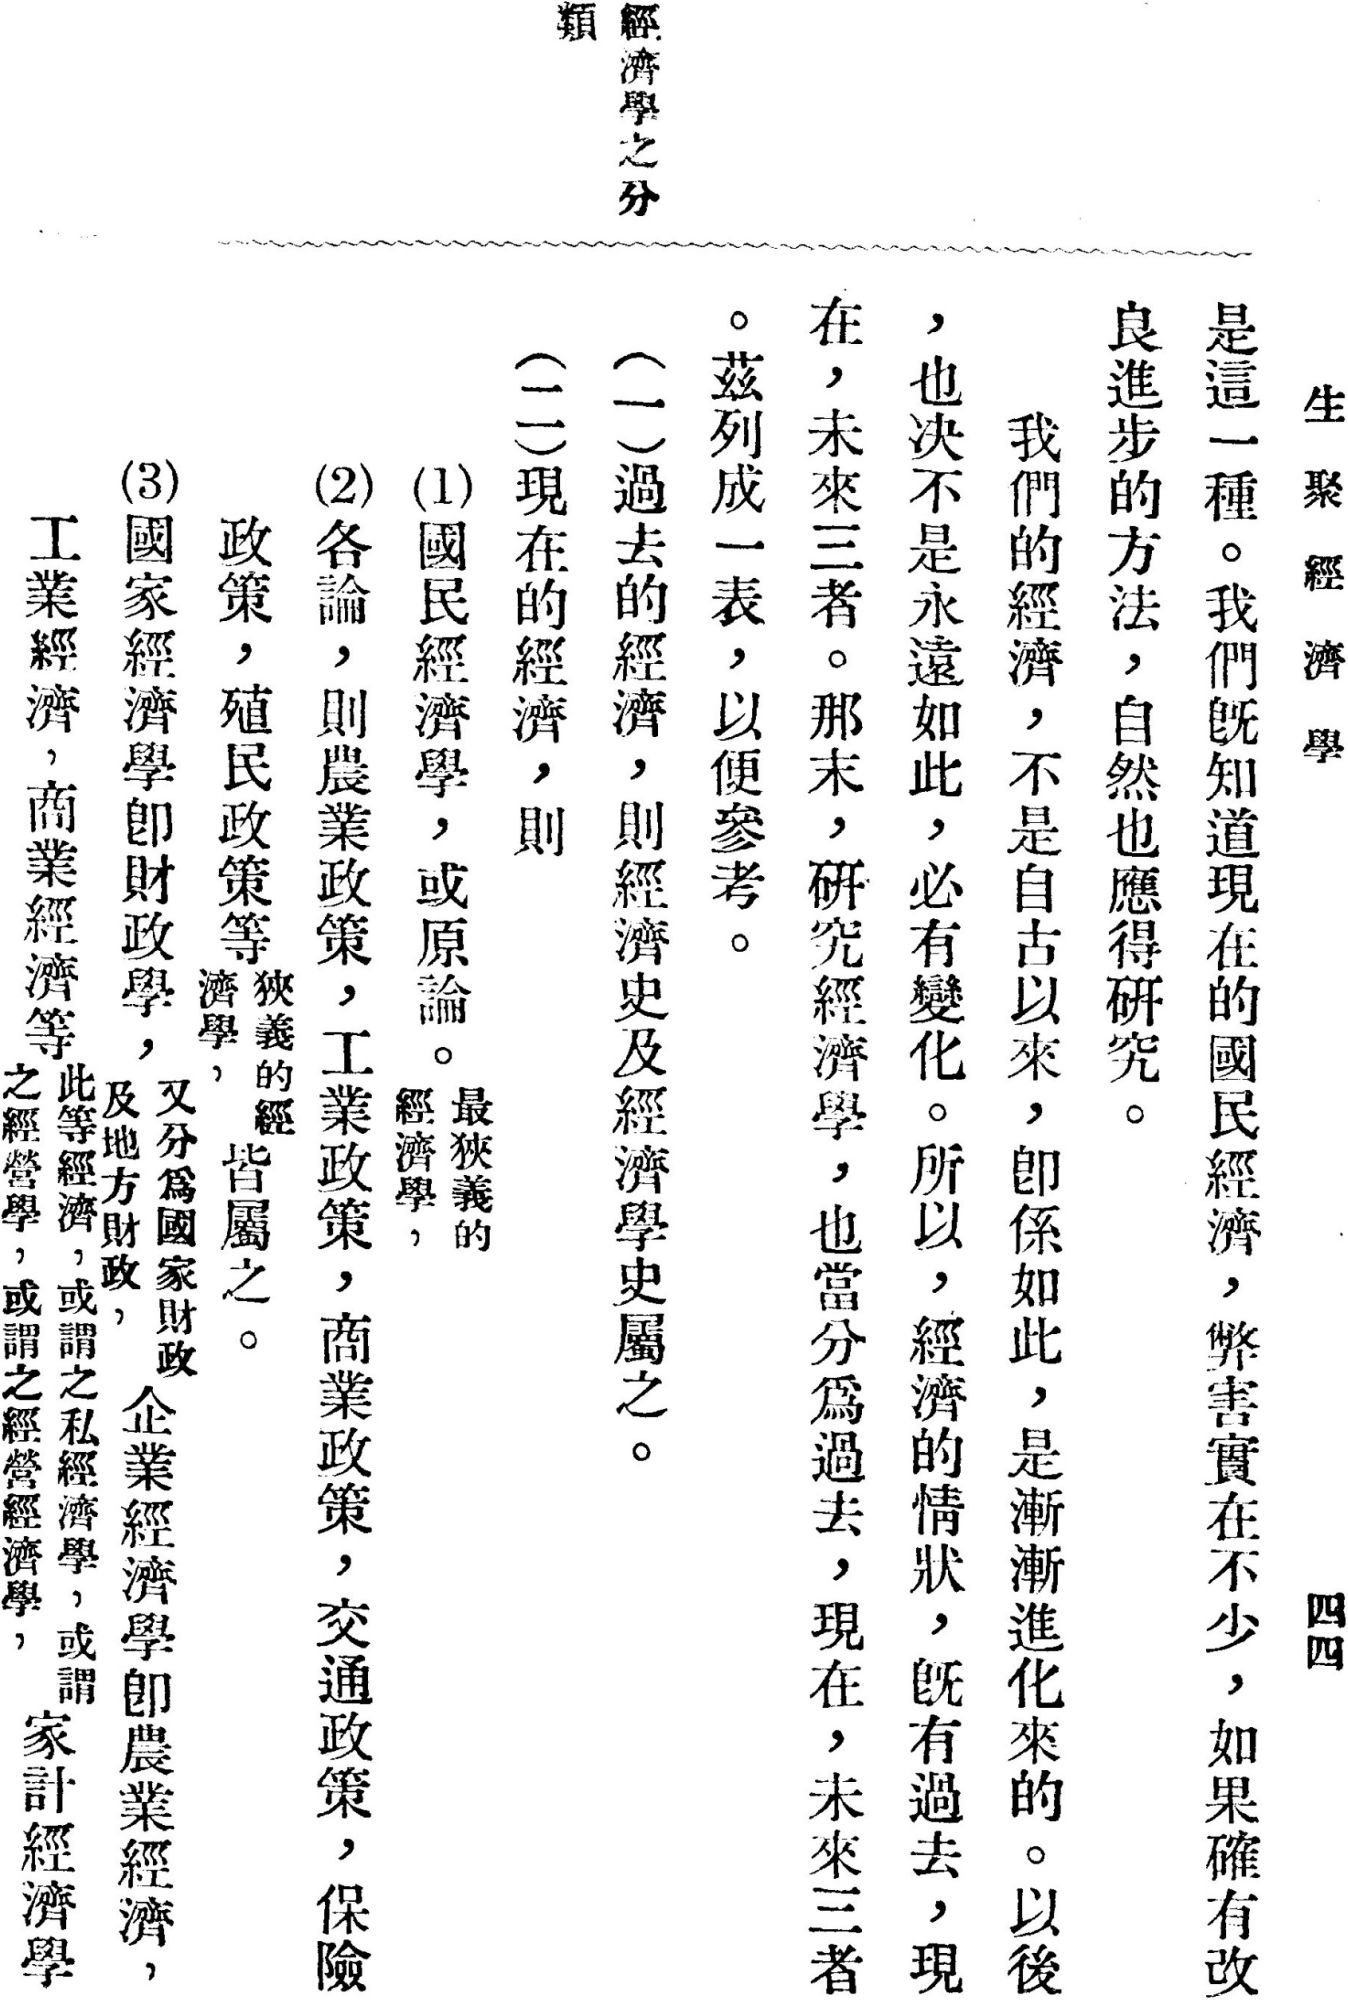 生聚經濟學
四四
經濟學之分
類
是這一種。我們旣知道現在的國民經濟，弊害實在不少，如果確有改
良進步的方法，自然也應得硏究。
我們的經濟，不是自古以來，卽係如此，是漸漸進化來的。以後
，也決不是永遠如此，必有變化。所以，經濟的情狀，旣有過去，現
在，未來三者。那末，硏究經濟學，也當分爲過去，現在，未來三者
。茲列成一表，以便參考。
（一）過去的經濟，則經濟史及經濟學史屬之。
（二）現在的經濟，則
(1)國民經濟學，或原論。最狹義的經濟學，
(2)各論，則農業政策，工業政策，商業政策，交通政策，保險
政策，殖民政策等狹義的經濟學，皆屬之。
(3)國家經濟學卽財政學，又分爲國家財政及地方財政，企業經濟學卽農業經濟，
工業經濟，商業經濟等此等經濟，或謂之私經濟學，或謂之經營學，或謂之經營經濟學，家計經濟學